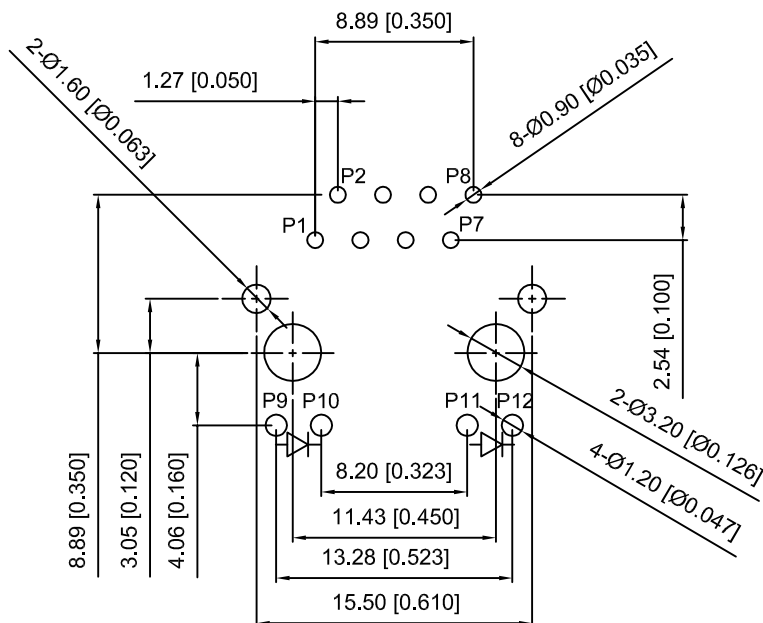 8.89 [0.350]
2-Ø1.60 [Ø0.063]
1.27 [0.050]
8-Ø0.90 [Ø0.035]
P2
P8
P1
P7
2.54 [0.100]
P9
P10
P11
P12
2-Ø3.20 [Ø0.126]
4-Ø1.20 [Ø0.047]
8.89 [0.350]
3.05 [0.120]
4.06 [0.160]
8.20 [0.323]
11.43 [0.450]
13.28 [0.523]
15.50 [0.610]